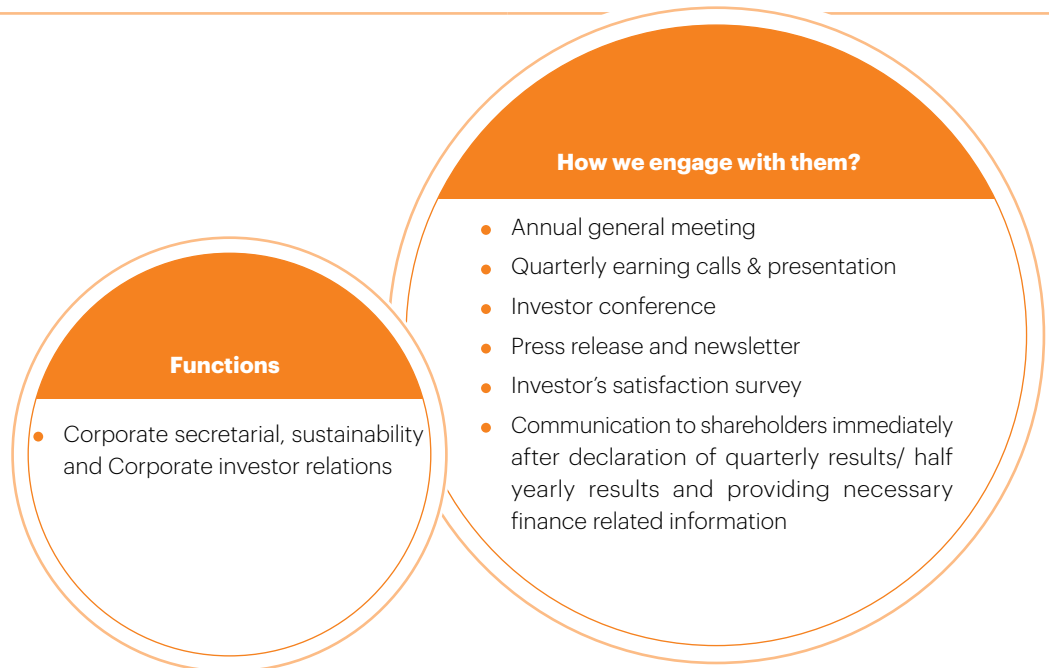 How we engage with them?
• Annual general meeting
• Quarterly earning calls & presentation
• Investor conference
• Press release and newsletter
• Investor’s satisfaction survey
• Communication to shareholders immediately
after declaration of quarterly results/ half
yearly results and providing necessary
finance related information
Functions
• Corporate secretarial, sustainability
and Corporate investor relations